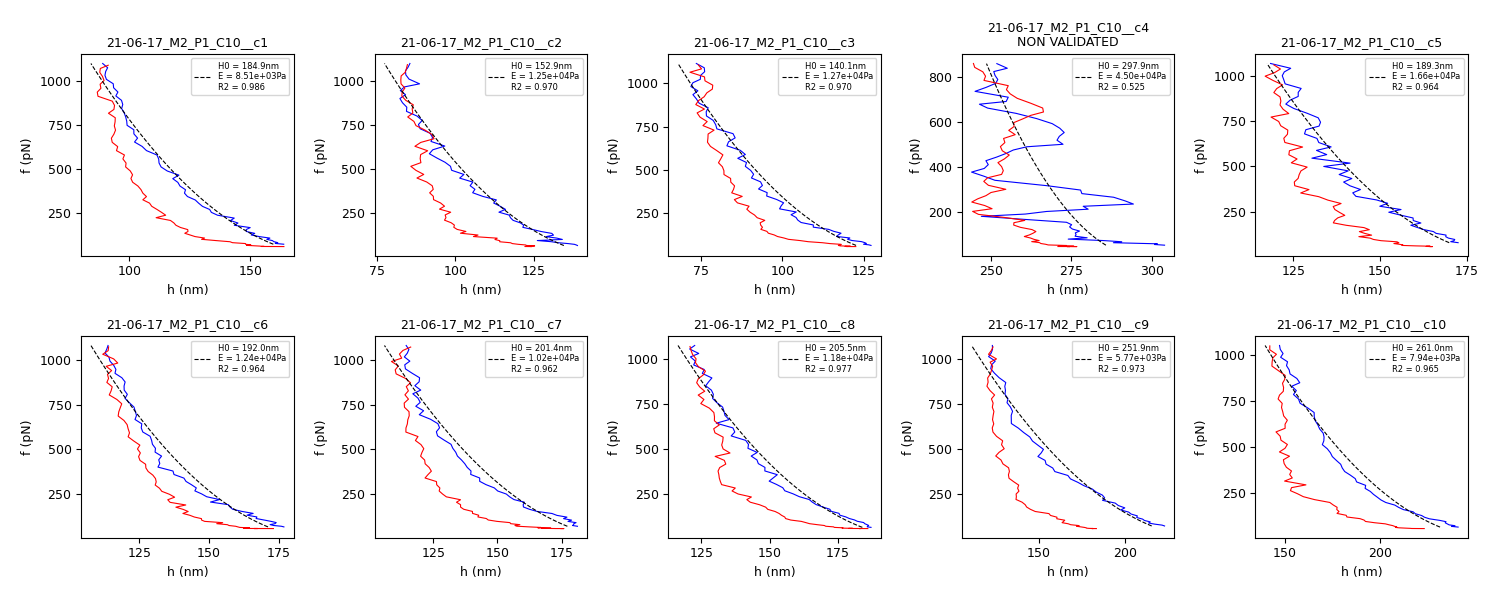 21-06-17_M2_P1_C10__c1
H0 = 184.9nm
E = 8.51e+03Pa
R2 = 0.986
f (pN)
1000
750
500
250
100
150
h (nm)
21-06-17_M2_P1_C10__c2
H0 = 152.9nm
E = 1.25e+04Pa
R2 = 0.970
f (pN)
1000
750
500
250
75
100
125
h (nm)
21-06-17_M2_P1_C10__c3
H0 = 140.1nm
E = 1.27e+04Pa
R2 = 0.970
f (pN)
1000
750
500
250
75
100
125
h (nm)
21-06-17_M2_P1_C10__c4
NON VALIDATED
H0 = 297.9nm
E = 4.50e+04Pa
R2 = 0.525
f (pN)
800
600
400
200
250
275
300
h (nm)
21-06-17_M2_P1_C10__c5
H0 = 189.3nm
E = 1.66e+04Pa
R2 = 0.964
f (pN)
1000
750
500
250
125
150
175
h (nm)
21-06-17_M2_P1_C10__c6
H0 = 192.0nm
E = 1.24e+04Pa
R2 = 0.964
f (pN)
1000
750
500
250
125
150
175
h (nm)
21-06-17_M2_P1_C10__c7
H0 = 201.4nm
E = 1.02e+04Pa
R2 = 0.962
f (pN)
1000
750
500
250
125
150
175
h (nm)
21-06-17_M2_P1_C10__c8
H0 = 205.5nm
E = 1.18e+04Pa
R2 = 0.977
f (pN)
1000
750
500
250
125
150
175
h (nm)
21-06-17_M2_P1_C10__c9
H0 = 251.9nm
E = 5.77e+03Pa
R2 = 0.973
f (pN)
1000
750
500
250
150
200
h (nm)
21-06-17_M2_P1_C10__c10
H0 = 261.0nm
E = 7.94e+03Pa
R2 = 0.965
f (pN)
1000
750
500
250
150
200
h (nm)